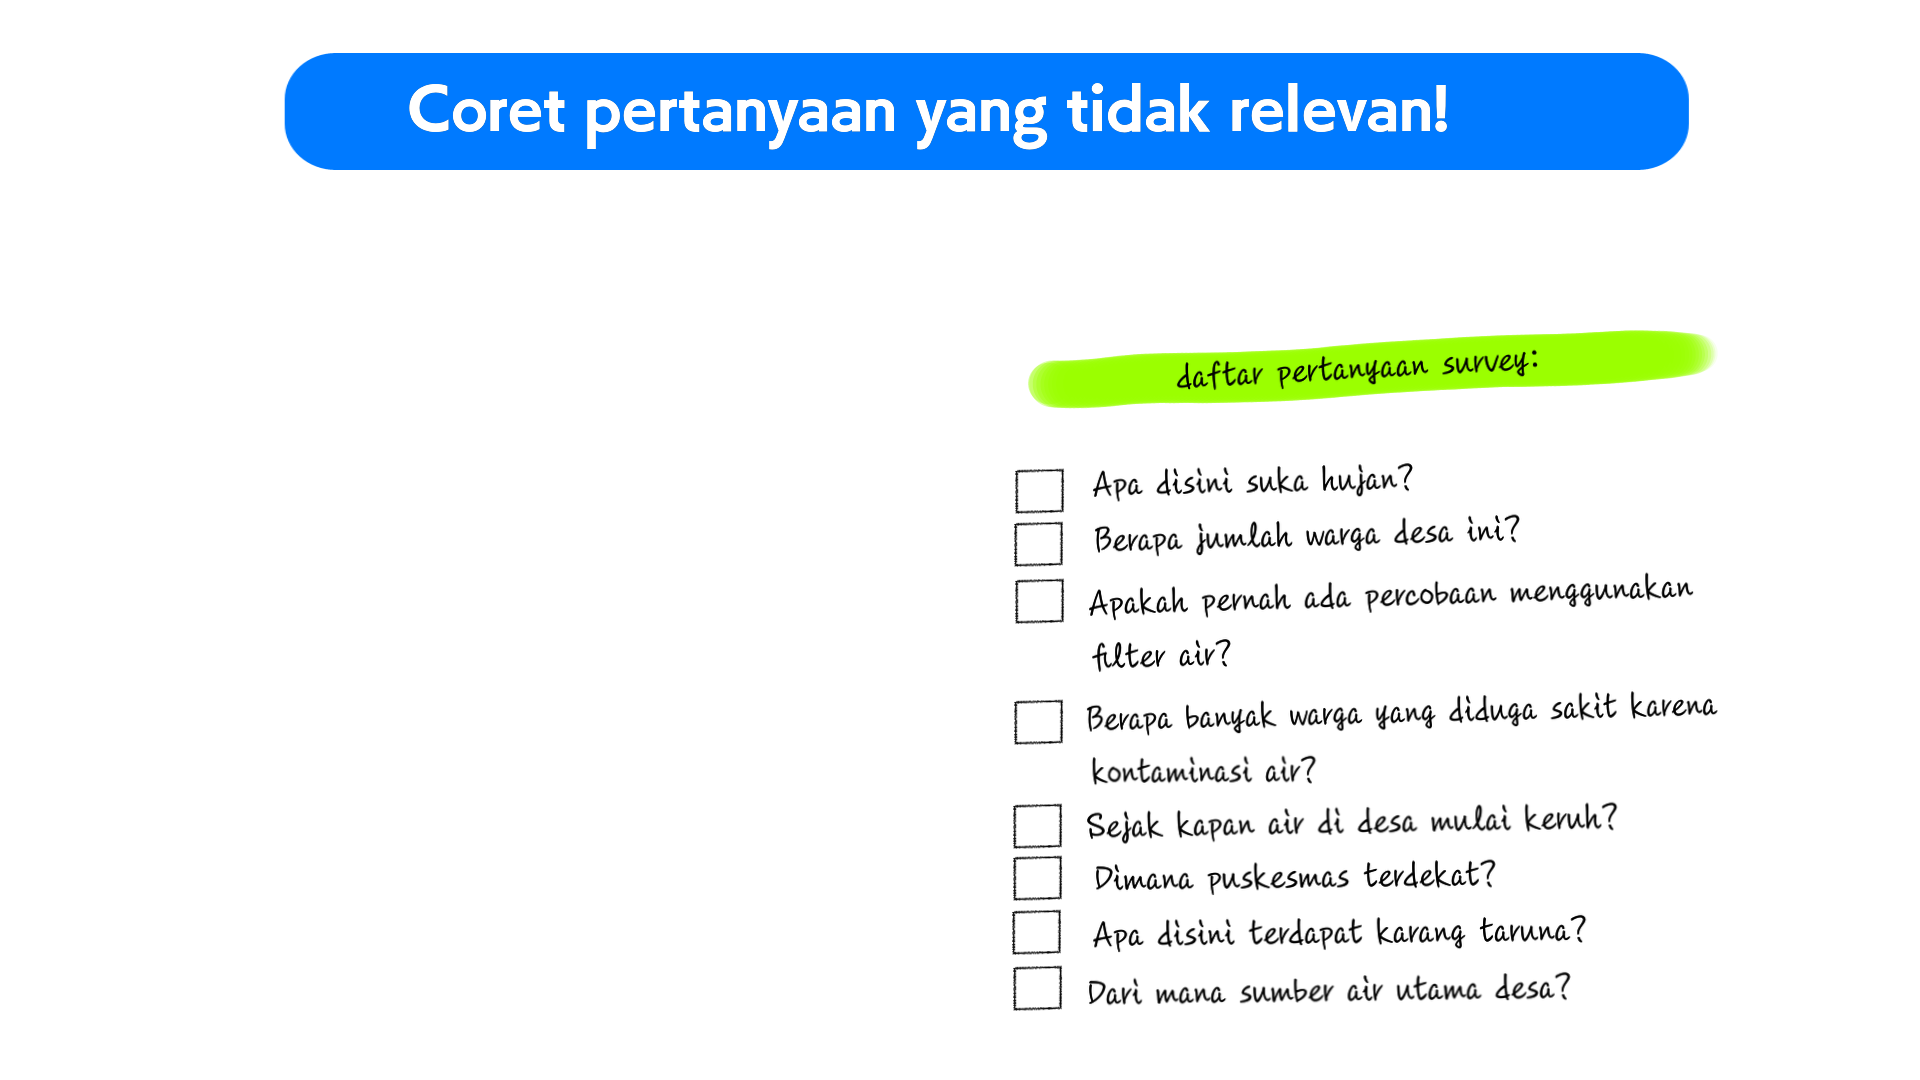 Coret pertanyaan yang tidak relevan!
daftar pertanyaan survey:
Apa disini suka hujan?
Berapa jumlah warga desa ini?
Apakah pernah ada percobaan menggunakan
filter air?
Berapa banyak warga yang diduga sakit karena
kontaminasi air?
Sejak kapan air di desa mulai keruh?
Dimana puskesmas terdekat?
Apa disini terdapat karang taruna?
Dari mana sumber air utama desa?